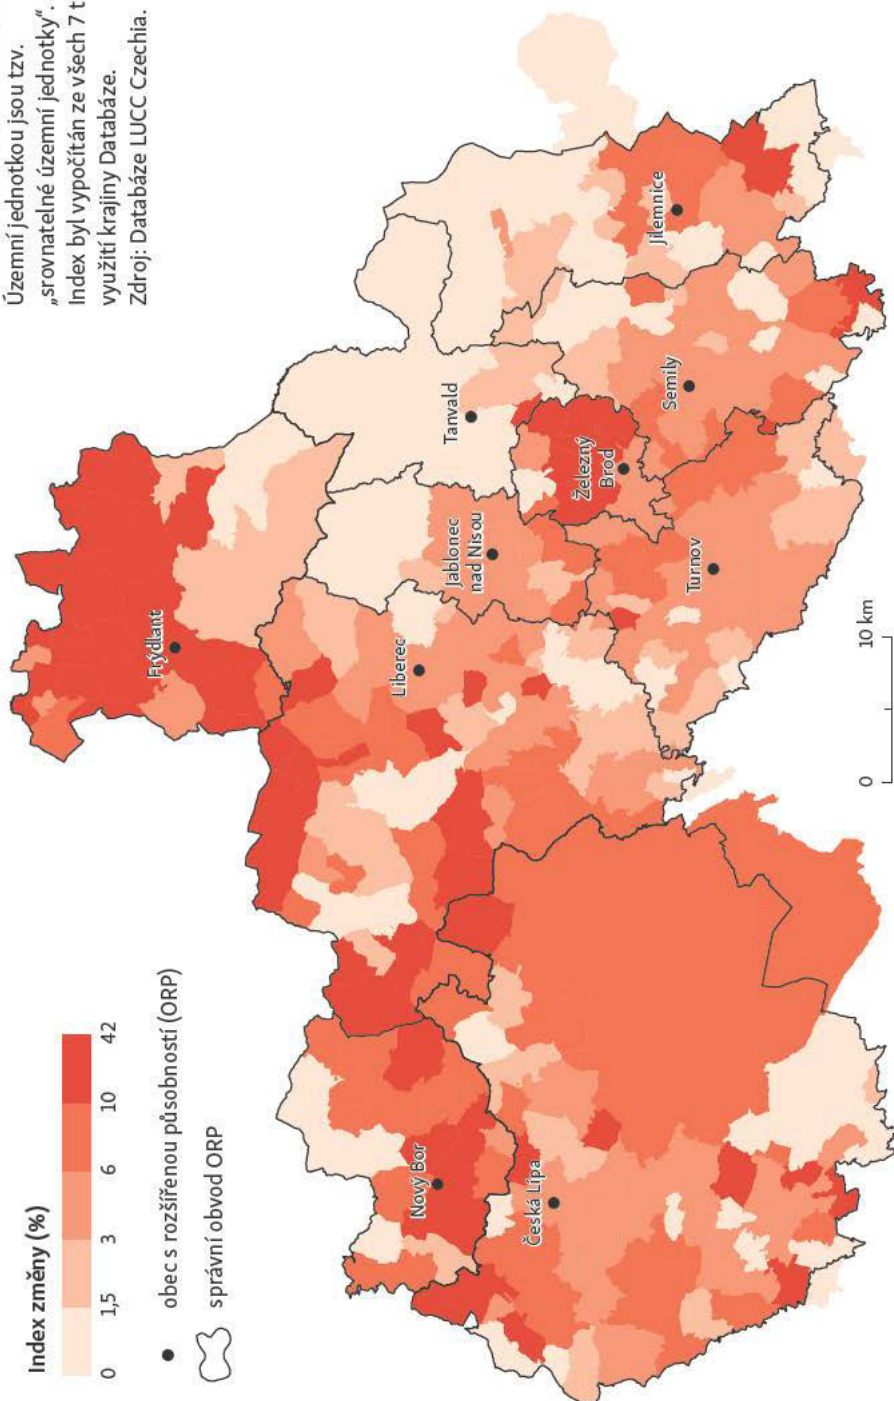 Územní jednotkou jsou tzv.
„srovnatelné územní jednotky“.
Index byl vypočítán ze všech 7 t
využití krajiny Databáze.
Zdroj: Databáze LUCC Czechia.
Index změny (%)
0 1,5 3 6 10 42
obec s rozšířenou působností (ORP)
správní obvod ORP
Frýdlant
Nový Bor
Liberec
Jablonec
nad Nisou
Tanvald
Česká Lípa
Železný
Brod
Turnov
Semily
Jilemnice
0 10 km